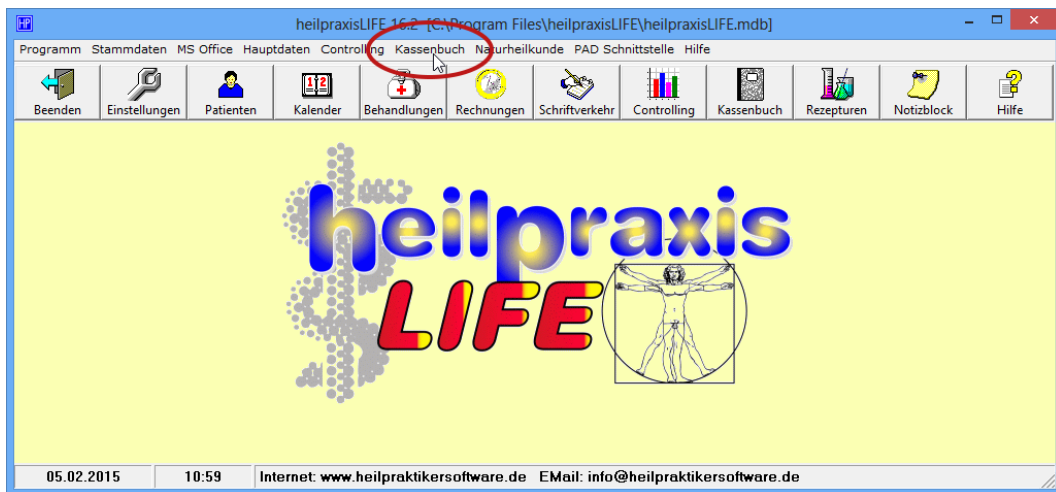 HP heilpraxisLIFE 16.2 [C:\Program Files\heilpraxisLIFE\heilpraxisLIFE.mdb]
Programm Stammdaten MS Office Hauptdaten Controlling Kassenbuch Naturheilkunde PAD Schnittstelle Hilfe
Beenden Einstellungen Patienten Kalender Behandlungen Rechnungen Schriftverkehr Controlling Kassenbuch Rezepturen Notizblock Hilfe
heilpraxis
LIFE
05.02.2015 10:59 Internet: www.heilpraktikersoftware.de EMail: info@heilpraktikersoftware.de